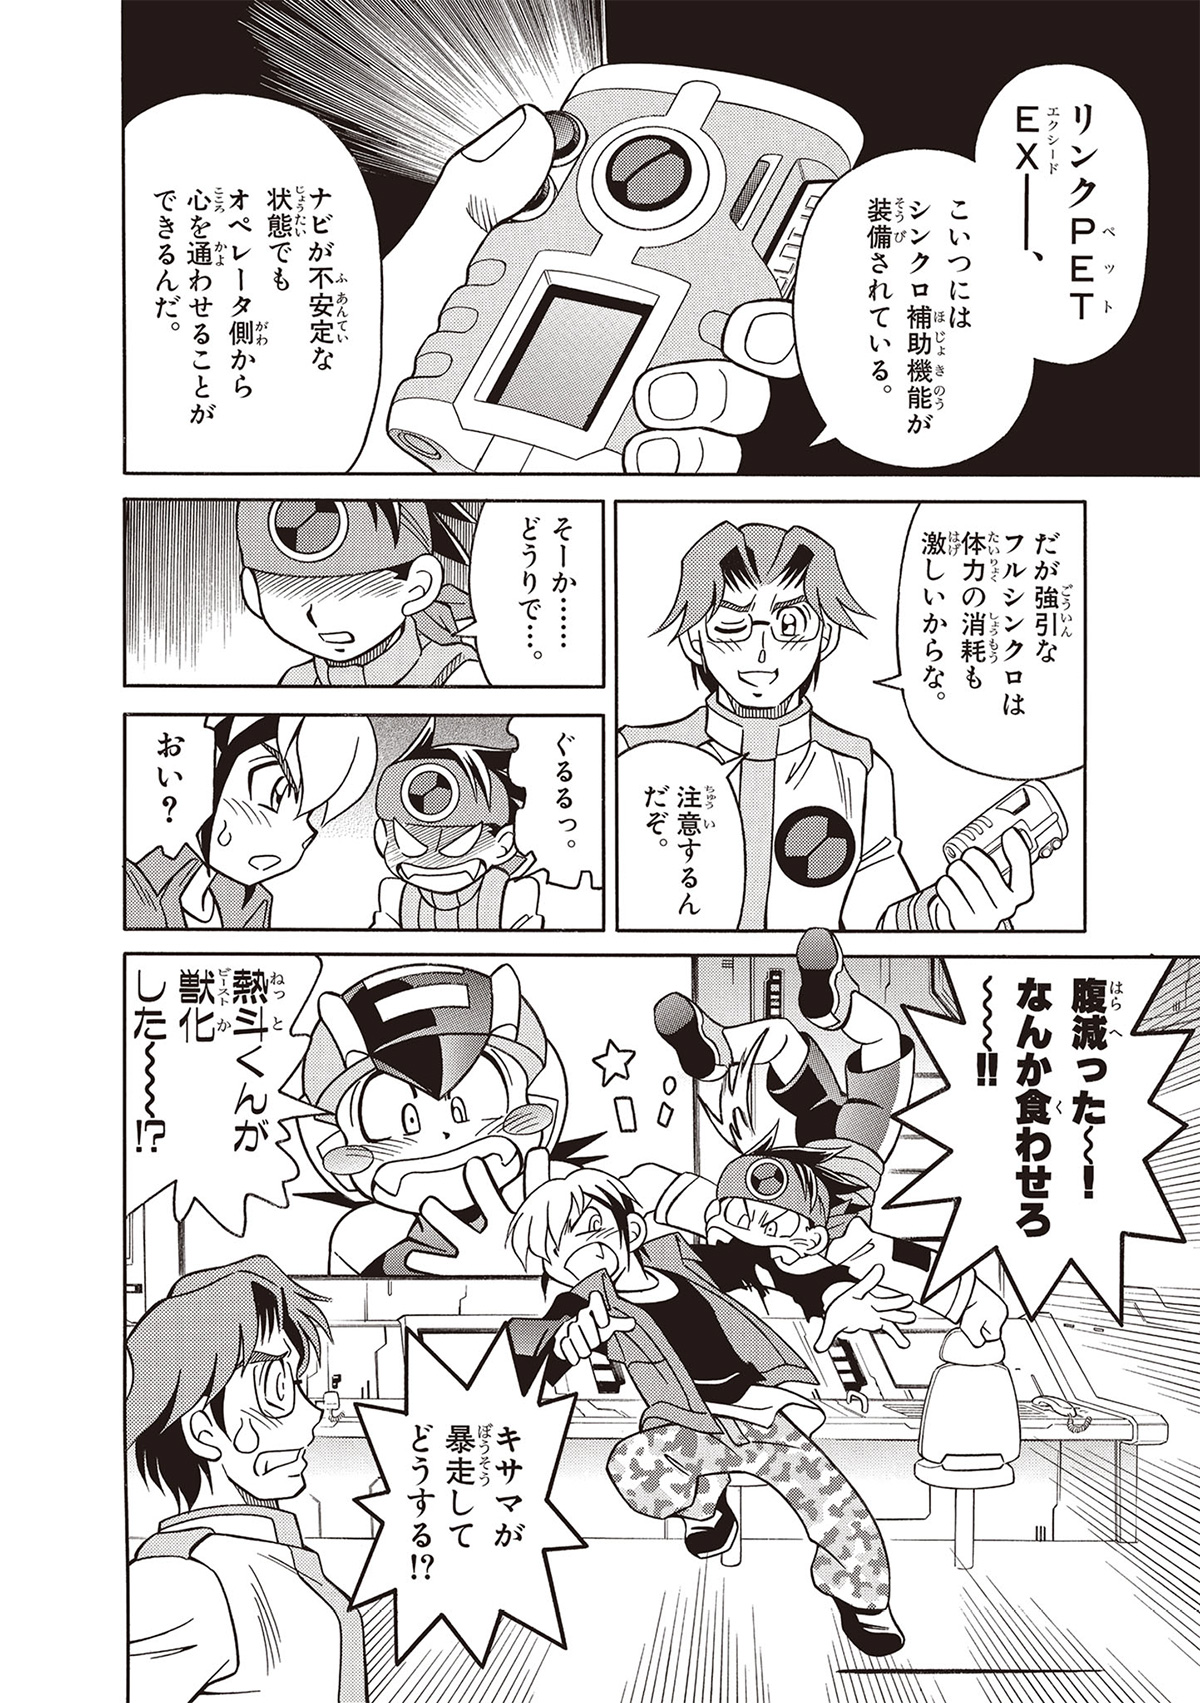 リンクPET
EX──、
こいつには
シンクロ補助機能が
装備されている。
ナビが不安定な
状態でも
オペレータ側から
心を通わせることが
できるんだ。
だが強引な
フルシンクロは
体力の消耗も
激しいからな。
注意するん
だぞ。
そーか……
どうりで…。
ぐるるっ。
おい?
腹減った〜!
なんか食わせろ
〜〜!!
熱斗くんが
獣化
した〜〜!?
キサマが
暴走して
どうする!?